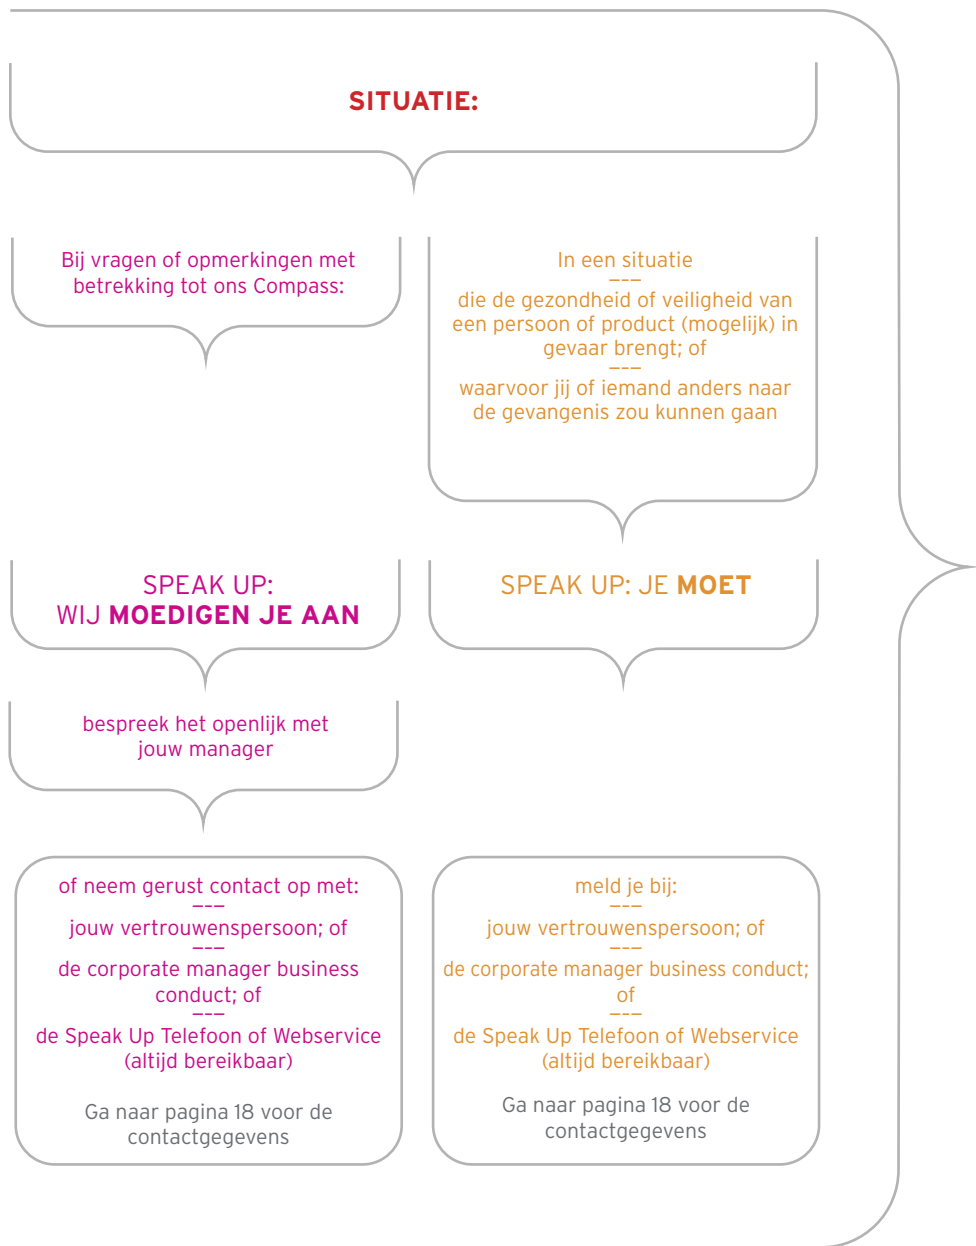 SITUATIE:
Bij vragen of opmerkingen met
betrekking tot ons Compass:
In een situatie
---
die de gezondheid of veiligheid van
een persoon of product (mogelijk) in
gevaar brengt; of
---
waarvoor jij of iemand anders naar
de gevangenis zou kunnen gaan
SPEAK UP:
WIJ MOEDIGEN JE AAN
SPEAK UP: JE MOET
bespreek het openlijk met
jouw manager
of neem gerust contact op met:
---
jouw vertrouwenspersoon; of
---
de corporate manager business
conduct; of
---
de Speak Up Telefoon of Webservice
(altijd bereikbaar)
Ga naar pagina 18 voor de
contactgegevens
meld je bij:
---
jouw vertrouwenspersoon; of
---
de corporate manager business conduct;
of
---
de Speak Up Telefoon of Webservice
(altijd bereikbaar)
Ga naar pagina 18 voor de
contactgegevens